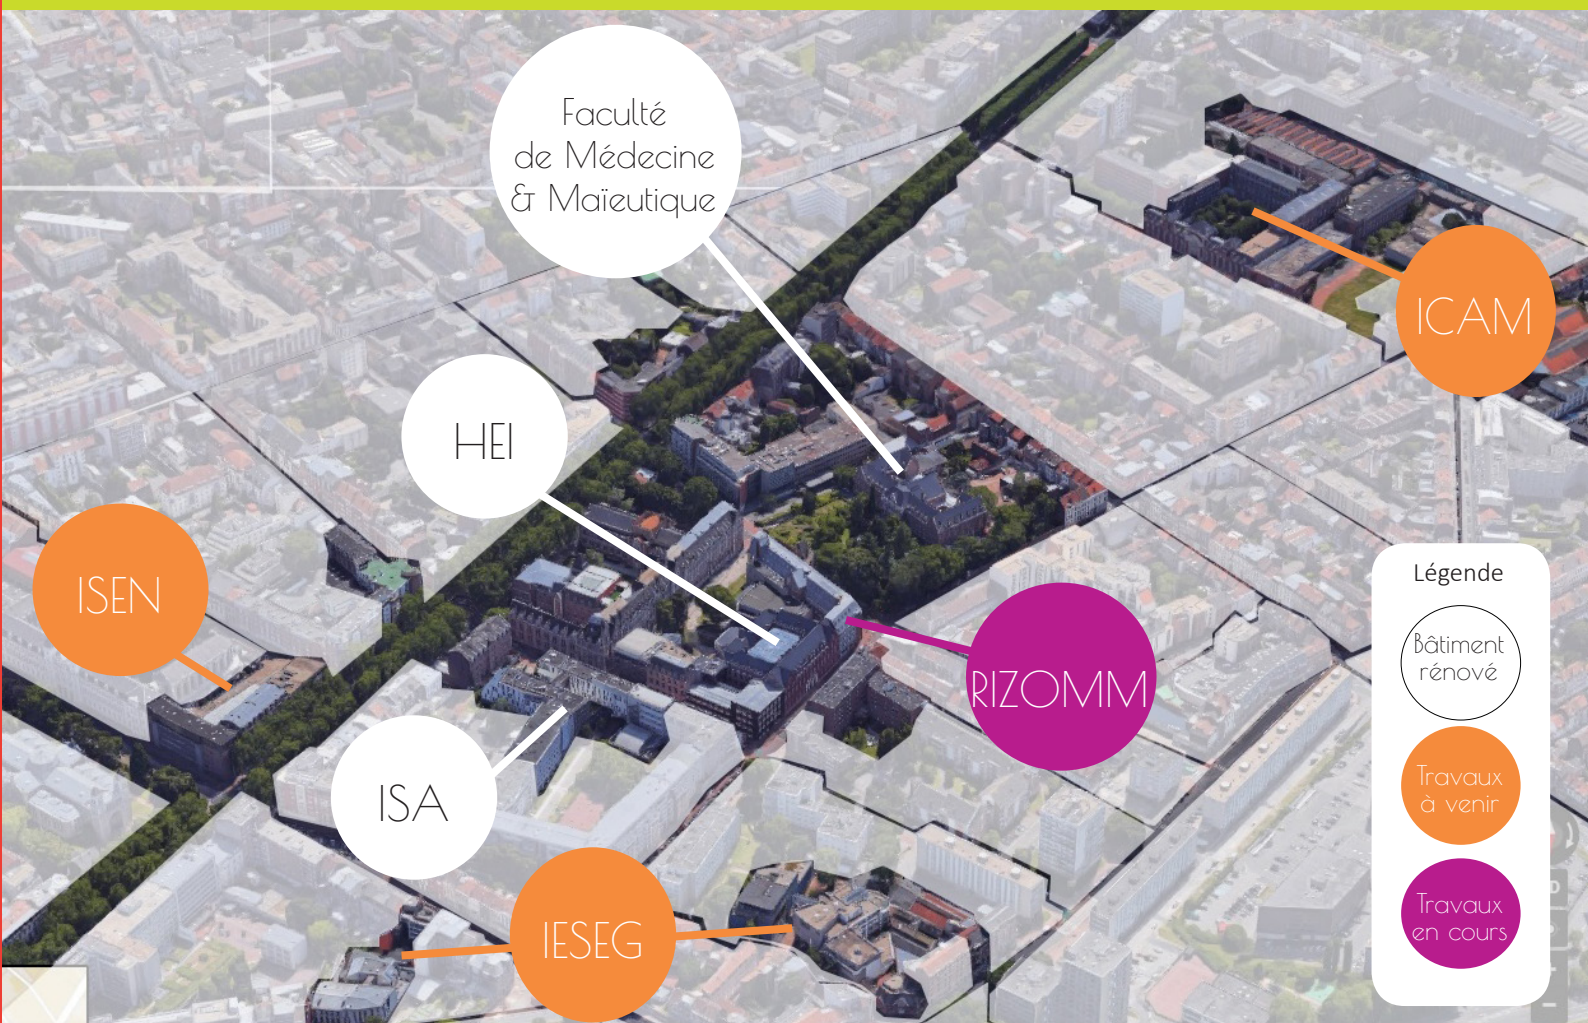 Faculté
de Médecine
& Maïeutique
ICAM
HEI
ISEN
RIZOMM
ISA
IESEG
Légende
Bâtiment
rénové
Travaux
à venir
Travaux
en cours